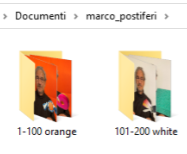 > Documenti > marco_postiferi >
1-100 orange
101-200 white